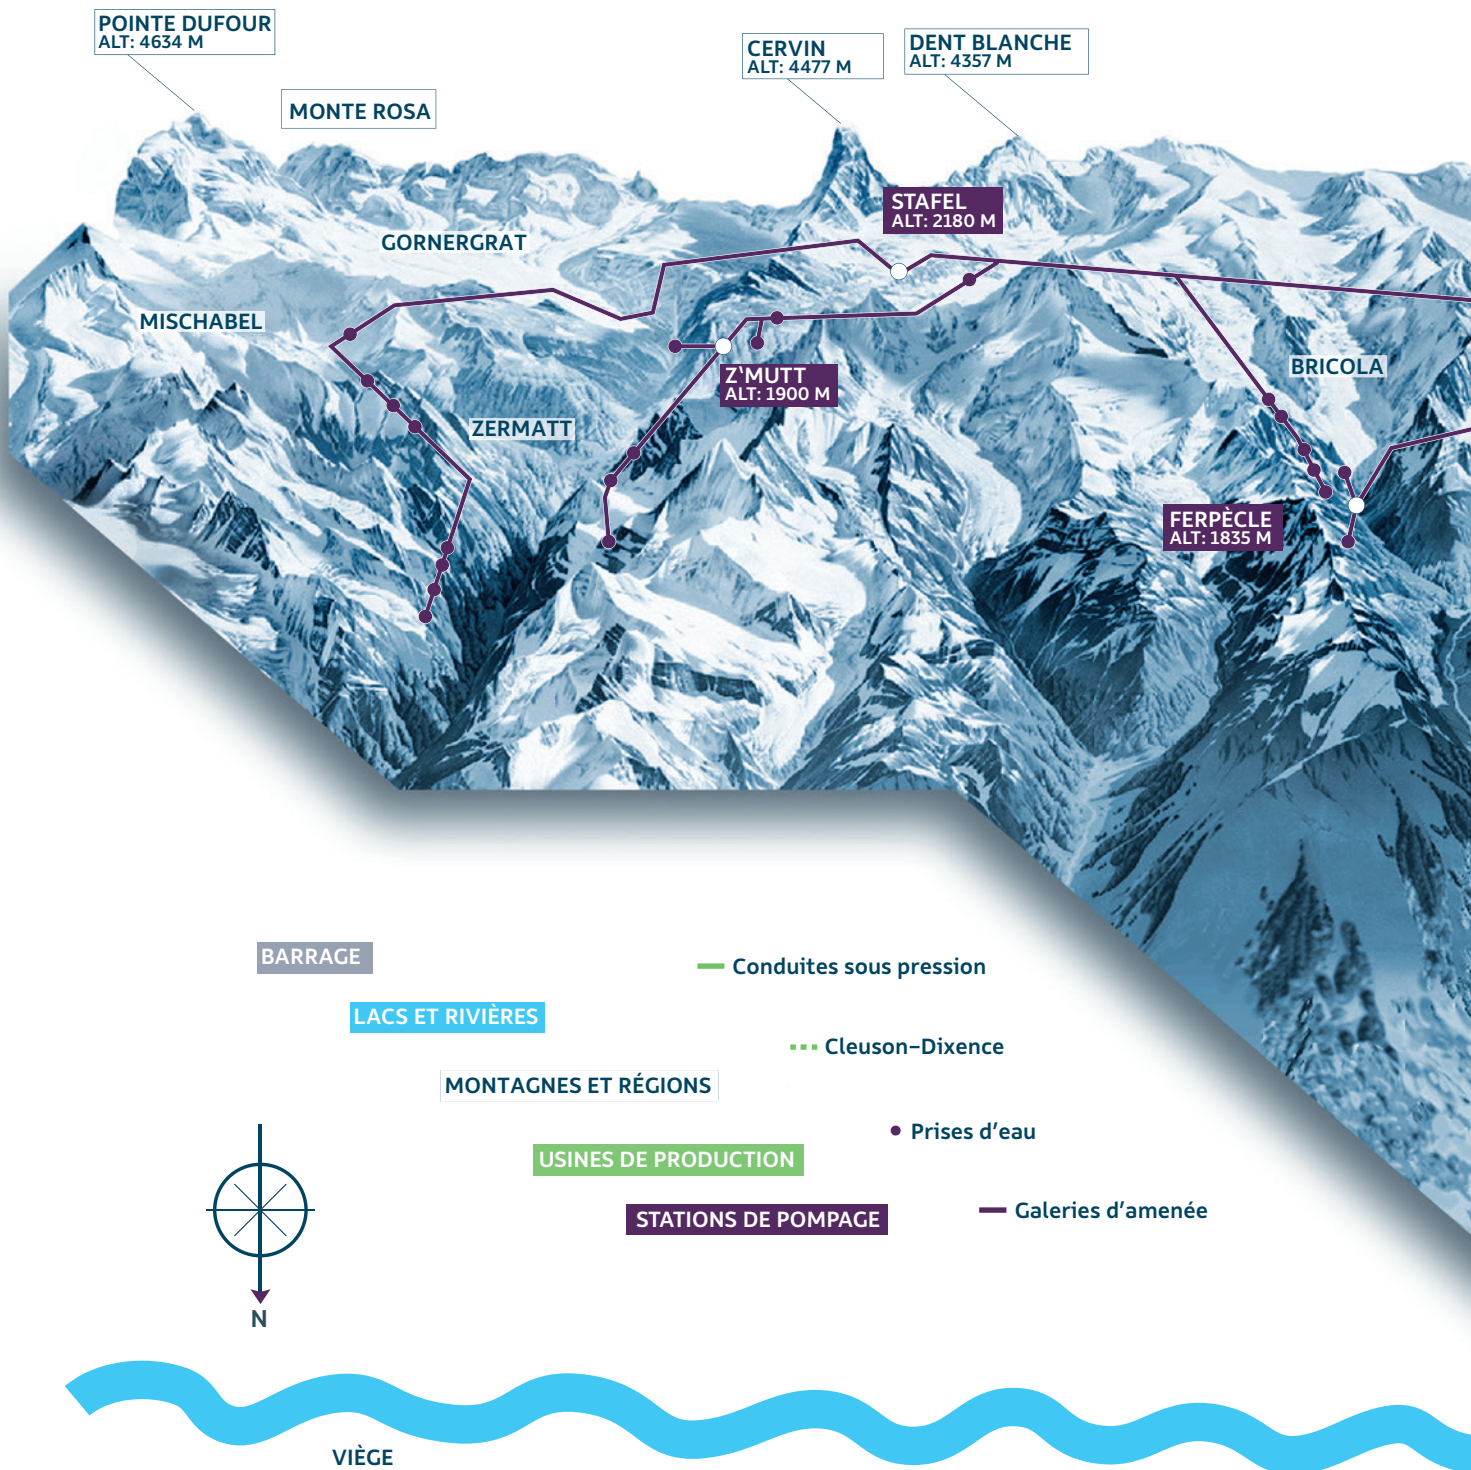 POINTE DUFOUR
ALT: 4634 M
MONTE ROSA
CERVIN
ALT: 4477 M
DENT BLANCHE
ALT: 4357 M
STAFEL
ALT: 2180 M
GORNERGRAT
MISCHABEL
Z'MUTT
ALT: 1900 M
BRICOLA
ZERMATT
FERPÈCLE
ALT: 1835 M
BARRAGE
LACS ET RIVIÈRES
MONTAGNES ET RÉGIONS
USINES DE PRODUCTION
STATIONS DE POMPAGE
Conduites sous pression
Cleuson-Dixence
Prises d'eau
Galeries d'amenée
N
VIÈGE